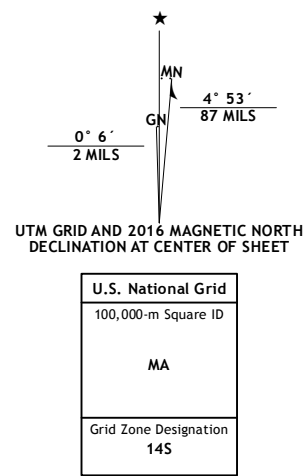 ★
MN
GN
4° 53´
87 MILS
0° 6´
2 MILS
UTM GRID AND 2016 MAGNETIC NORTH
DECLINATION AT CENTER OF SHEET
U.S. National Grid
100,000-m Square ID
MA
Grid Zone Designation
14S